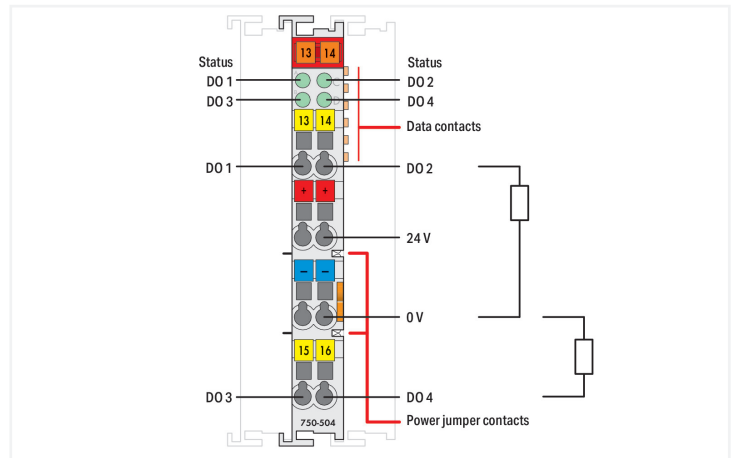 13 14
Status Status
DO 1 DO 2
DO 3 DO 4
13 14
Data contacts
DO 1 DO 2
+ +
24 V
− −
0 V
15 16
DO 3 DO 4
Power jumper contacts
750-504